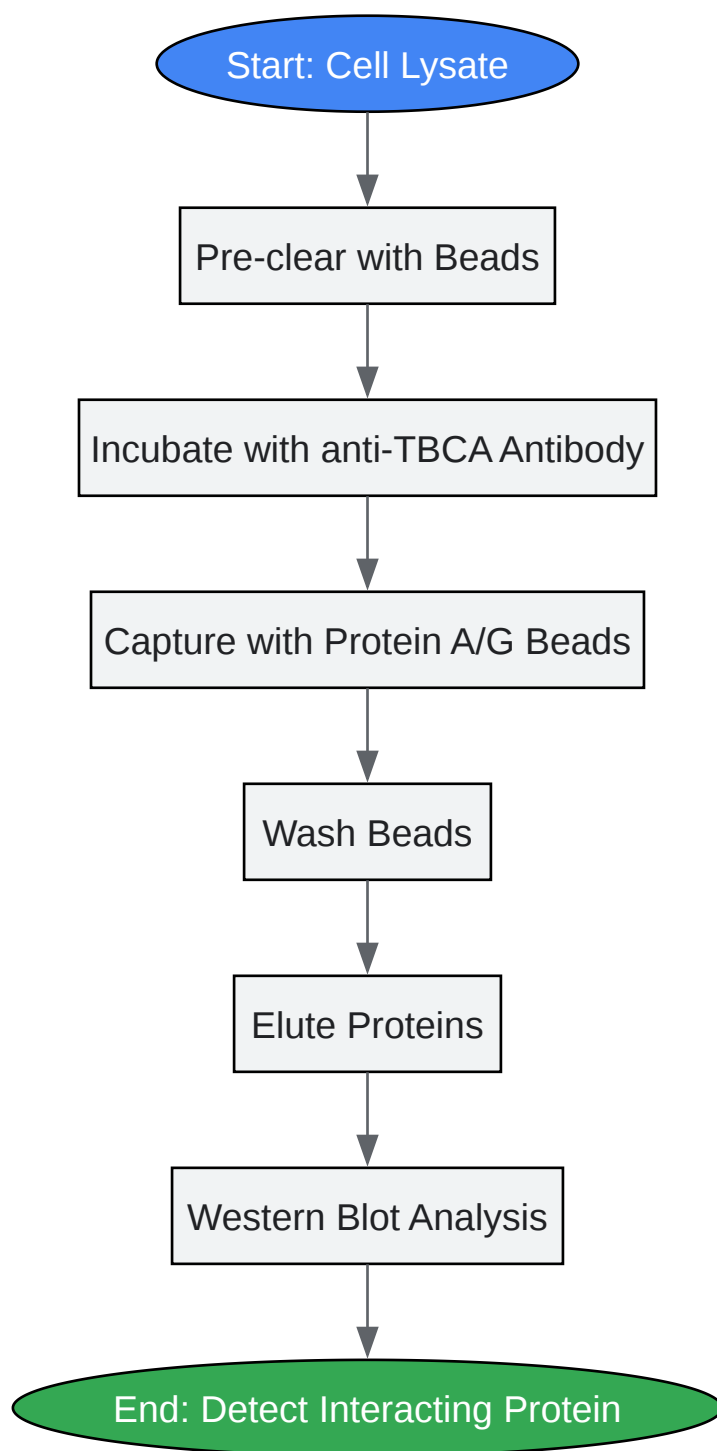 Start: Cell Lysate
Pre-clear with Beads
Incubate with anti-TBCA Antibody
Capture with Protein A/G Beads
Wash Beads
Elute Proteins
Western Blot Analysis
End: Detect Interacting Protein